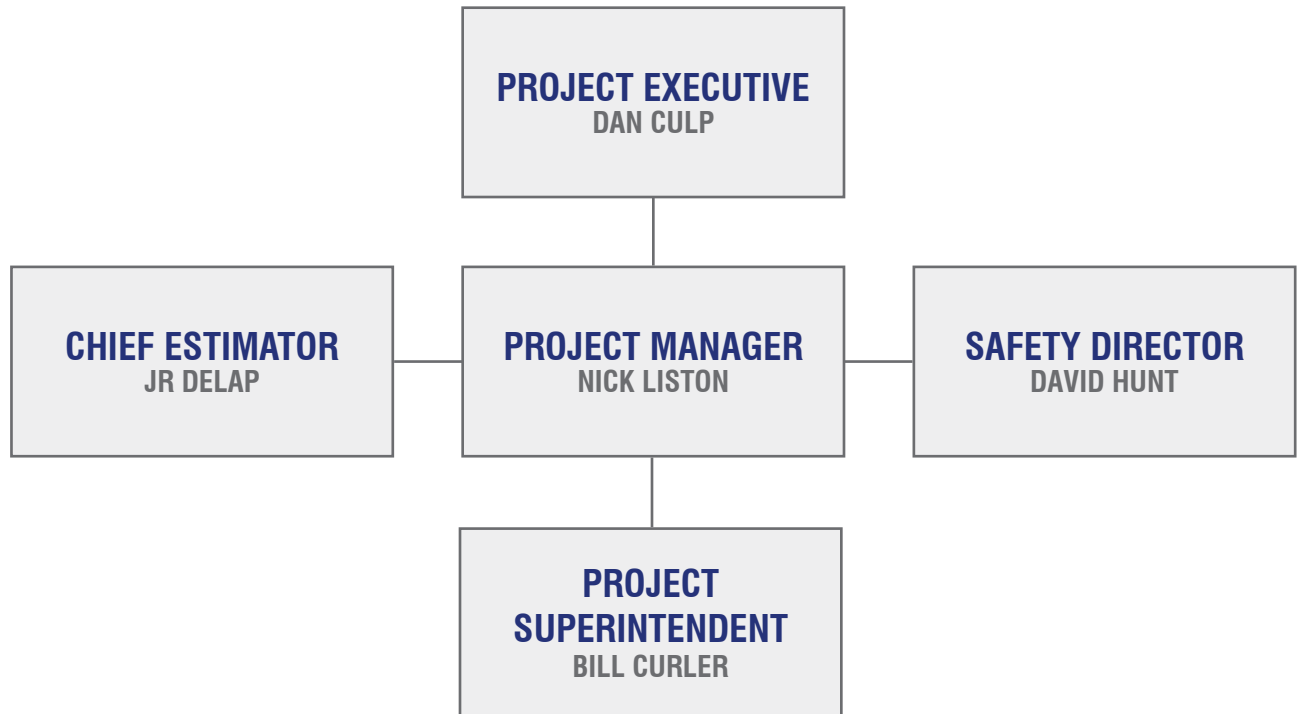 PROJECT EXECUTIVE
DAN CULP
CHIEF ESTIMATOR
JR DELAP
PROJECT MANAGER
NICK LISTON
SAFETY DIRECTOR
DAVID HUNT
PROJECT
SUPERINTENDENT
BILL CURLER